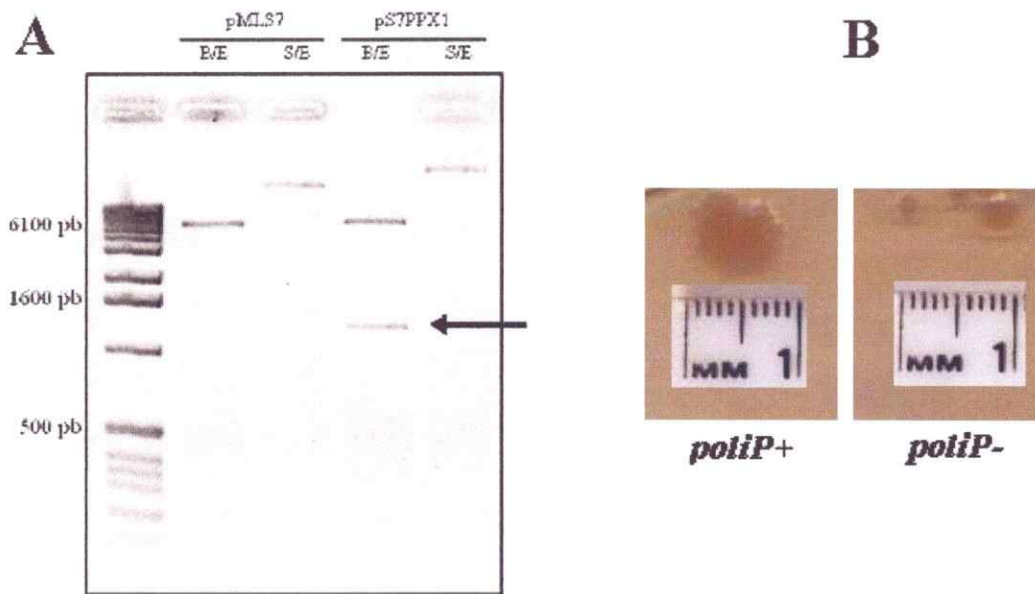 A
pMLS7 pS7PPX1
B/E S/E B/E S/E
6100 pb
1600 pb
500 pb
B
MM 1
MM 1
poliP+ poliP-